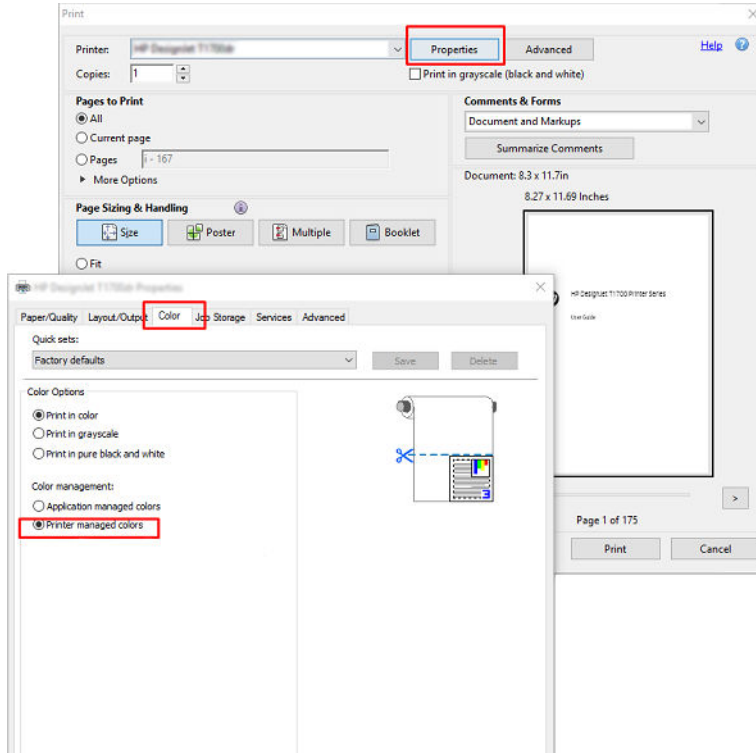 Print
Printer:
Properties
Advanced
Help
Copies: 1
Print in grayscale (black and white)
Pages to Print
All
Current page
Pages
i - 167
More Options
Comments & Forms
Document and Markups
Summarize Comments
Page Sizing & Handling
Size
Poster
Multiple
Booklet
Fit
Document: 8.3 x 11.7in
8.27 x 11.69 Inches
HP DesignJet T1700 Printer Series
User Guide
>
Page 1 of 175
Print
Cancel
Properties
Paper/Quality
Layout/Output
Color
Job Storage
Services
Advanced
Quick sets:
Factory defaults
Save
Delete
Color Options
Print in color
Print in grayscale
Print in pure black and white
Color management:
Application managed colors
Printer managed colors
3